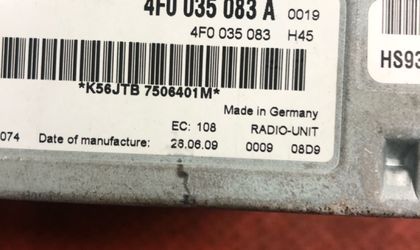 4F0 035 083 A 0019
4F0 035 083 H45
*K56JTB 7506401M*
Made in Germany
EC: 108 RADIO-UNIT
074 Date of manufacture: 28.06.09 0009 08D9
HS93